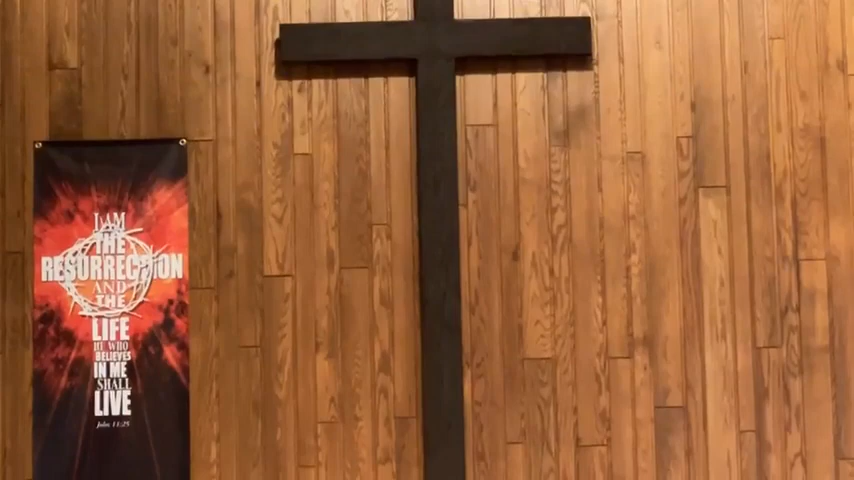 I AM
THE
RESURRECTION
AND
THE
LIFE
HE WHO
BELIEVES
IN ME
SHALL
LIVE
John 11:25